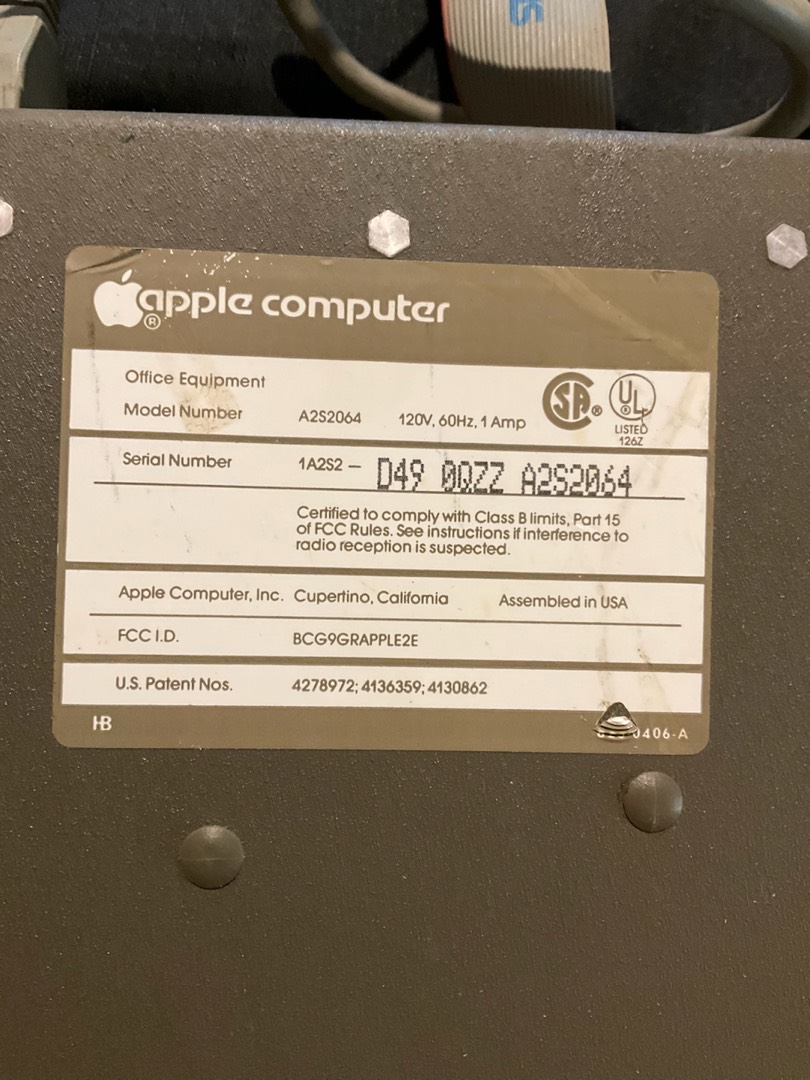 apple computer
®
Office Equipment
Model Number A2S2064 120V, 60Hz, 1 Amp
SA ®
UL
®
LISTED
126Z
Serial Number 1A2S2 – D49 0QZZ A2S2064
Certified to comply with Class B limits, Part 15
of FCC Rules. See instructions if interference to
radio reception is suspected.
Apple Computer, Inc. Cupertino, California Assembled in USA
FCC I.D. BCG9GRAPPLE2E
U.S. Patent Nos. 4278972; 4136359; 4130862
HB
0406-A